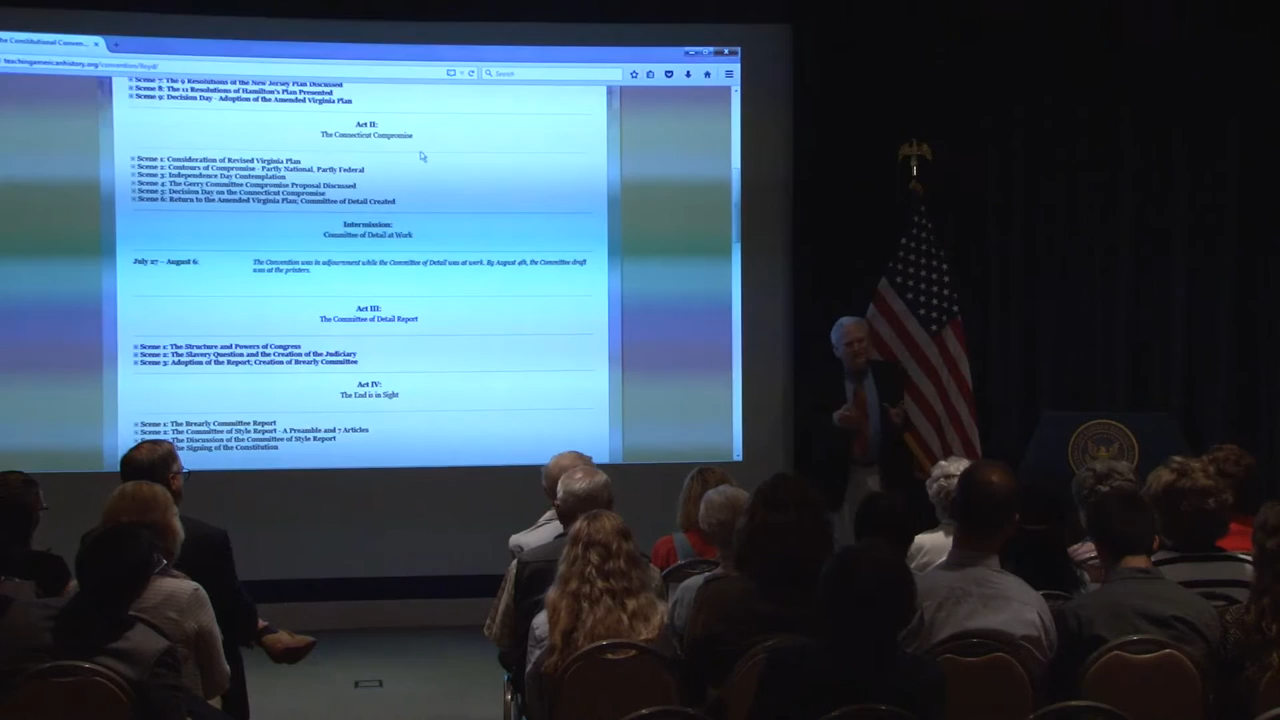 the Constitutional Conven...
teachingamericanhistory.org/convention/lloyd/
Search
Scene 7: The 9 Resolutions of the New Jersey Plan Discussed
Scene 8: The 11 Resolutions of Hamilton's Plan Presented
Scene 9: Decision Day - Adoption of the Amended Virginia Plan
Act II:
The Connecticut Compromise
Scene 1: Consideration of Revised Virginia Plan
Scene 2: Contours of Compromise - Partly National, Partly Federal
Scene 3: Independence Day Contemplation
Scene 4: The Gerry Committee Compromise Proposal Discussed
Scene 5: Decision Day on the Connecticut Compromise
Scene 6: Return to the Amended Virginia Plan; Committee of Detail Created
Intermission:
Committee of Detail at Work
July 27 – August 6:
The Convention was in adjournment while the Committee of Detail was at work. By August 4th, the Committee draft
was at the printers.
Act III:
The Committee of Detail Report
Scene 1: The Structure and Powers of Congress
Scene 2: The Slavery Question and the Creation of the Judiciary
Scene 3: Adoption of the Report; Creation of Brearly Committee
Act IV:
The End is in Sight
Scene 1: The Brearly Committee Report
Scene 2: The Committee of Style Report - A Preamble and 7 Articles
The Discussion of the Committee of Style Report
he Signing of the Constitution